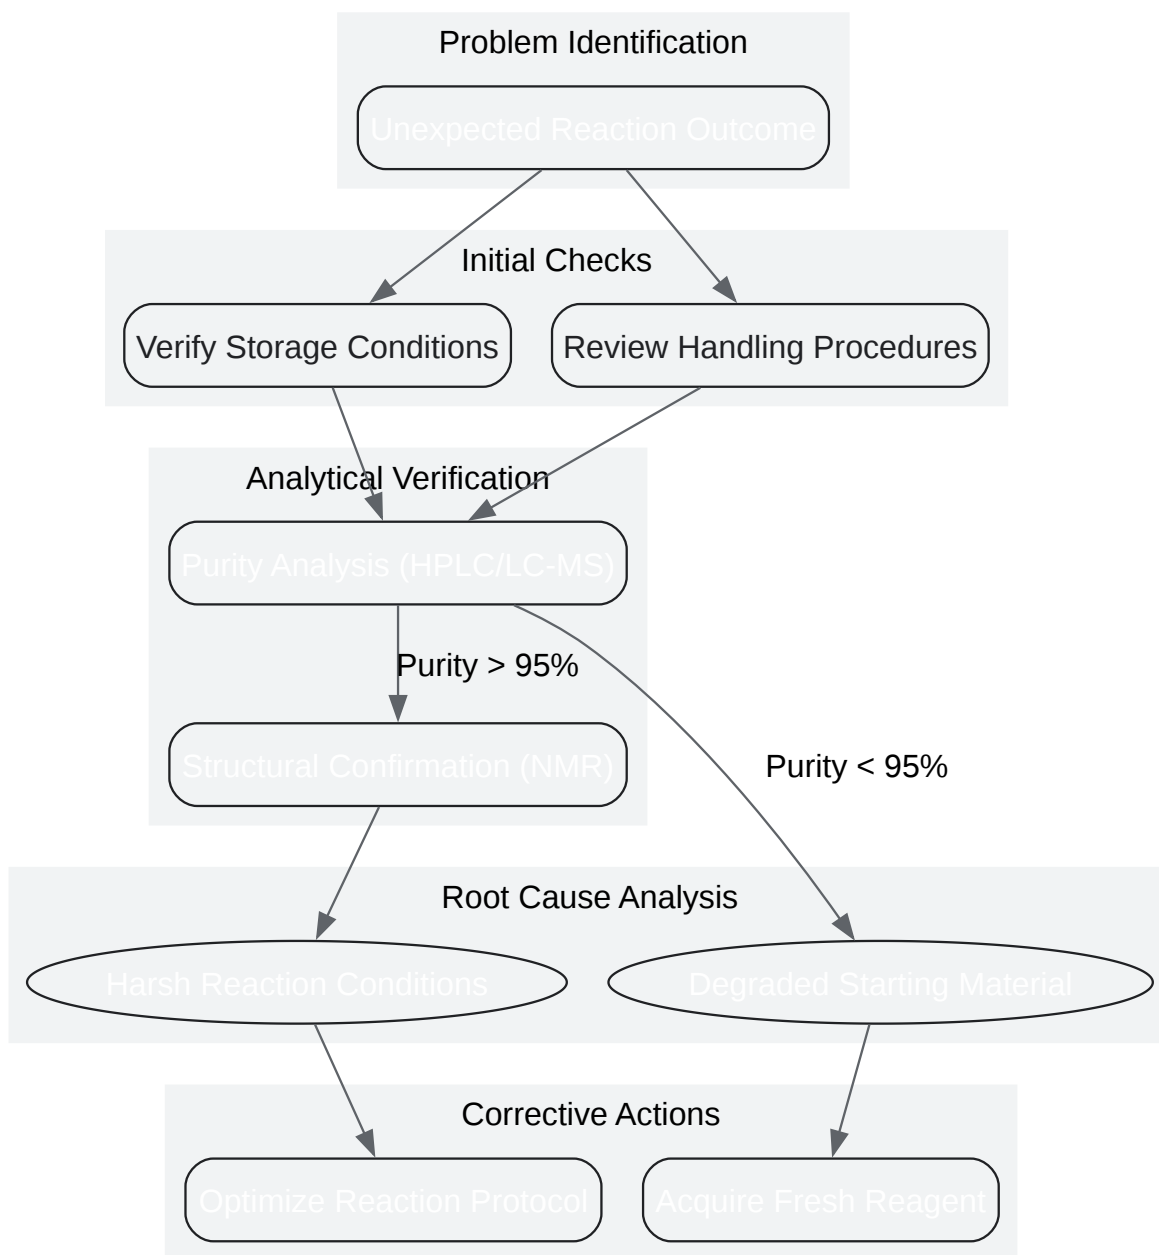 Problem Identification
Unexpected Reaction Outcome
Initial Checks
Verify Storage Conditions
Review Handling Procedures
Analytical Verification
Purity Analysis (HPLC/LC-MS)
Purity > 95%
Structural Confirmation (NMR)
Purity < 95%
Root Cause Analysis
Harsh Reaction Conditions
Degraded Starting Material
Corrective Actions
Optimize Reaction Protocol
Acquire Fresh Reagent